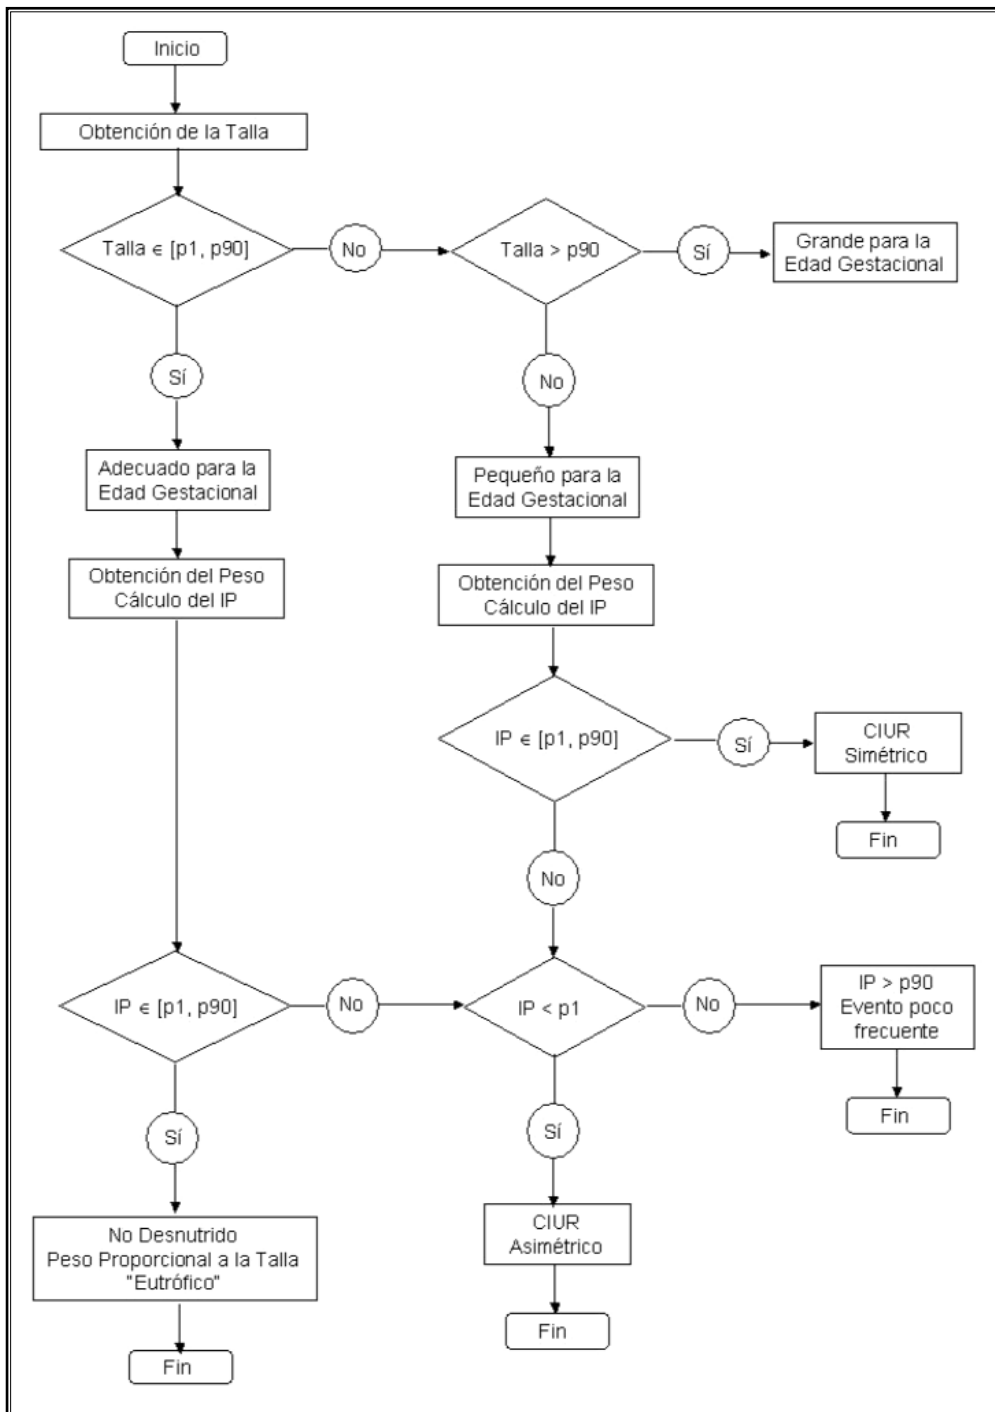 Inicio
Obtención de la Talla
Talla ∈ [p1, p90]
No
Talla > p90
Sí
Grande para la
Edad Gestacional
Sí
No
Adecuado para la
Edad Gestacional
Pequeño para la
Edad Gestacional
Obtención del Peso
Cálculo del IP
Obtención del Peso
Cálculo del IP
IP ∈ [p1, p90]
Sí
CIUR
Simétrico
Fin
No
IP ∈ [p1, p90]
No
IP < p1
No
IP > p90
Evento poco
frecuente
Fin
Sí
Sí
No Desnutrido
Peso Proporcional a la Talla
"Eutrófico"
CIUR
Asimétrico
Fin
Fin